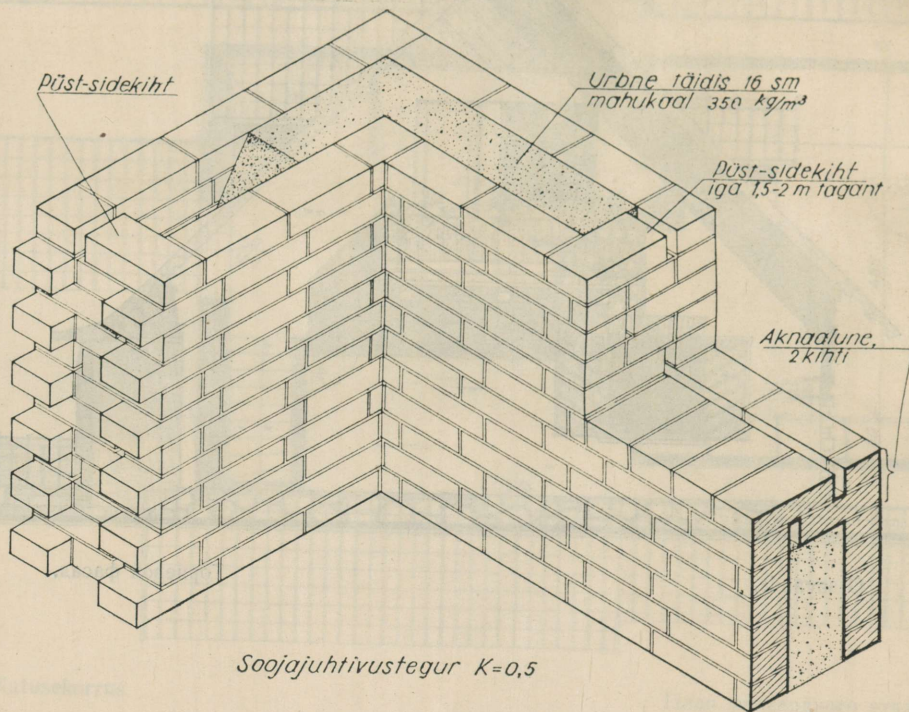 Püst-sidekiht
Urbne täidis 16 sm
mahukaal 350 kg/m³
Püst-sidekiht
iga 1,5-2 m tagant
Aknaalune,
2 kihti
Soojajuhtivustegur K=0,5